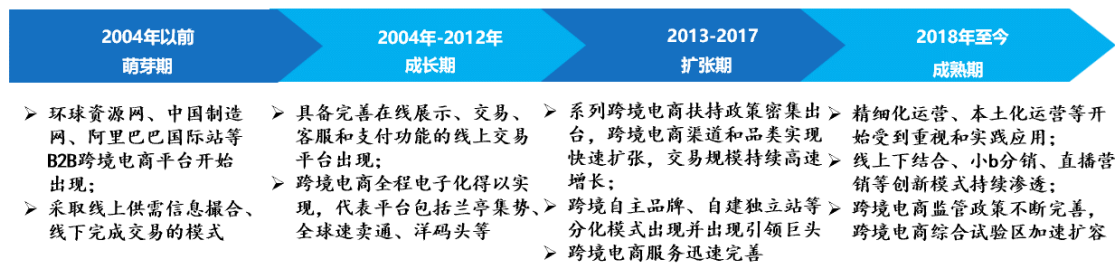 2004年以前
萌芽期
2004年-2012年
成长期
2013-2017
扩张期
2018年至今
成熟期
➢ 环球资源网、中国制造
网、阿里巴巴国际站等
B2B跨境电商平台开始
出现；
➢ 采取线上供需信息撮合、
线下完成交易的模式
➢ 具备完善在线展示、交易、
客服和支付功能的线上交易
平台出现；
➢ 跨境电商全程电子化得以实
现，代表平台包括兰亭集势、
全球速卖通、洋码头等
➢ 系列跨境电商扶持政策密集出
台，跨境电商渠道和品类实现
快速扩张，交易规模持续高速
增长；
➢ 跨境自主品牌、自建独立站等
分化模式出现并出现引领巨头
➢ 跨境电商服务迅速完善
➢ 精细化运营、本土化运营等开
始受到重视和实践应用；
➢ 线上下结合、小b分销、直播营
销等创新模式持续渗透；
➢ 跨境电商监管政策不断完善，
跨境电商综合试验区加速扩容